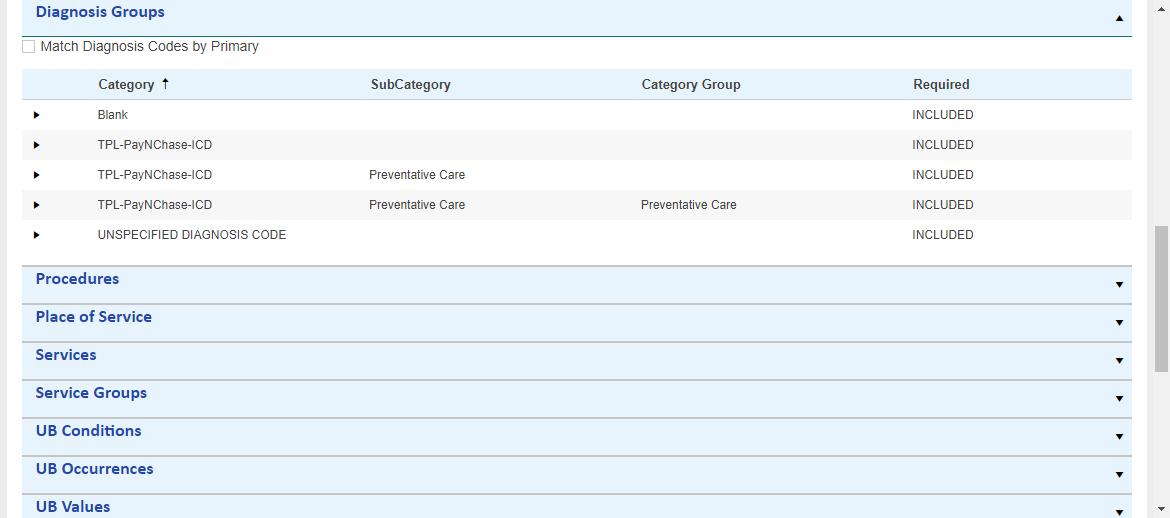 Diagnosis Groups
Match Diagnosis Codes by Primary
Category SubCategory Category Group Required
Blank INCLUDED
TPL-PayNChase-ICD INCLUDED
TPL-PayNChase-ICD Preventative Care INCLUDED
TPL-PayNChase-ICD Preventative Care Preventative Care INCLUDED
UNSPECIFIED DIAGNOSIS CODE INCLUDED
Procedures
Place of Service
Services
Service Groups
UB Conditions
UB Occurrences
UB Values